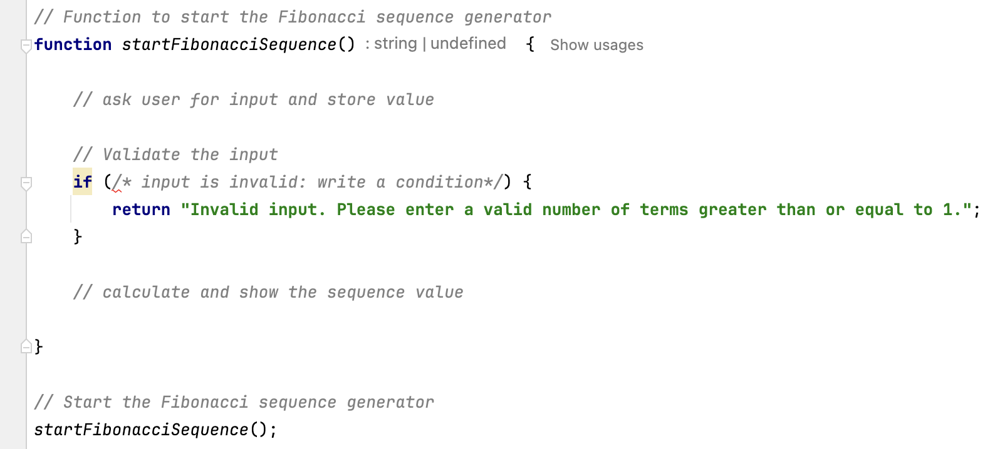 // Function to start the Fibonacci sequence generator
function startFibonacciSequence() : string | undefined { Show usages
// ask user for input and store value
// Validate the input
if (/* input is invalid: write a condition*/) {
return "Invalid input. Please enter a valid number of terms greater than or equal to 1.";
}
// calculate and show the sequence value
}
// Start the Fibonacci sequence generator
startFibonacciSequence();